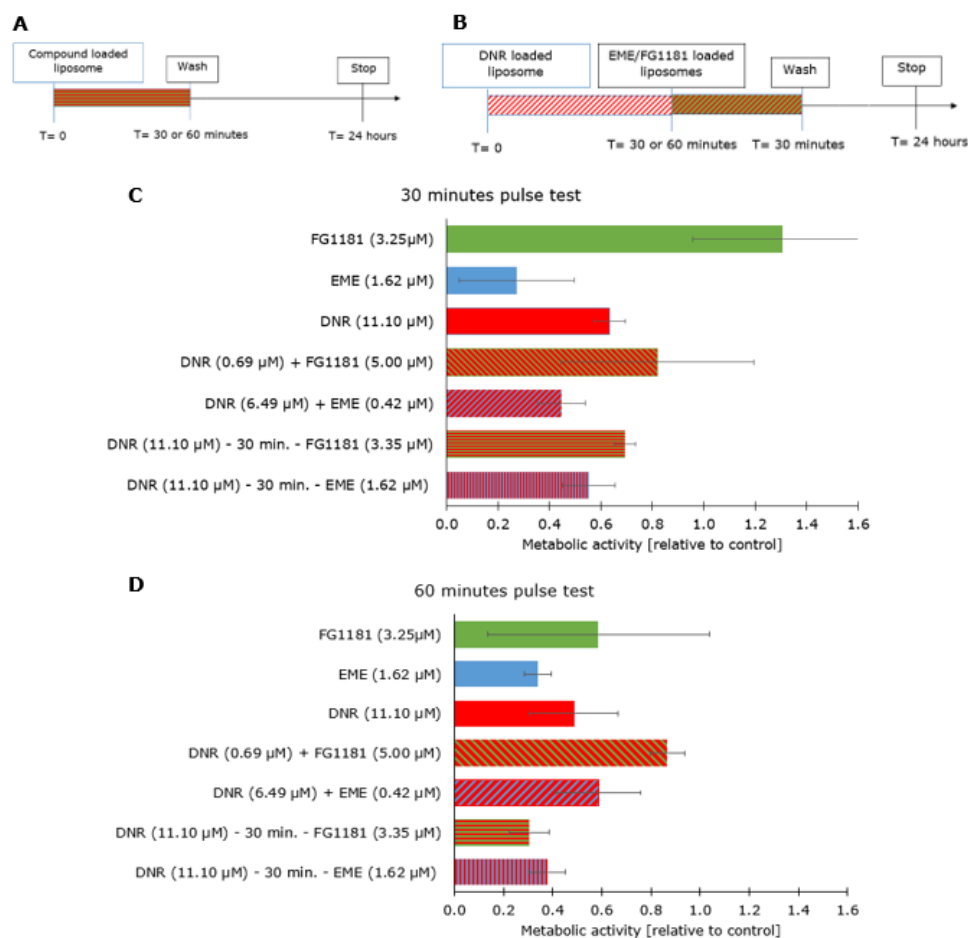 A
Compound loaded
liposome
Wash
Stop
T= 0
T= 30 or 60 minutes
T= 24 hours
B
DNR loaded
liposome
EME/FG1181 loaded
liposomes
Wash
Stop
T= 0
T= 30 or 60 minutes
T= 30 minutes
T= 24 hours
C
30 minutes pulse test
FG1181 (3.25µM)
EME (1.62 µM)
DNR (11.10 µM)
DNR (0.69 µM) + FG1181 (5.00 µM)
DNR (6.49 µM) + EME (0.42 µM)
DNR (11.10 µM) - 30 min. - FG1181 (3.35 µM)
DNR (11.10 µM) - 30 min. - EME (1.62 µM)
0.0 0.2 0.4 0.6 0.8 1.0 1.2 1.4 1.6
Metabolic activity [relative to control]
D
60 minutes pulse test
FG1181 (3.25µM)
EME (1.62 µM)
DNR (11.10 µM)
DNR (0.69 µM) + FG1181 (5.00 µM)
DNR (6.49 µM) + EME (0.42 µM)
DNR (11.10 µM) - 30 min. - FG1181 (3.35 µM)
DNR (11.10 µM) - 30 min. - EME (1.62 µM)
0.0 0.2 0.4 0.6 0.8 1.0 1.2 1.4 1.6
Metabolic activity [relative to control]